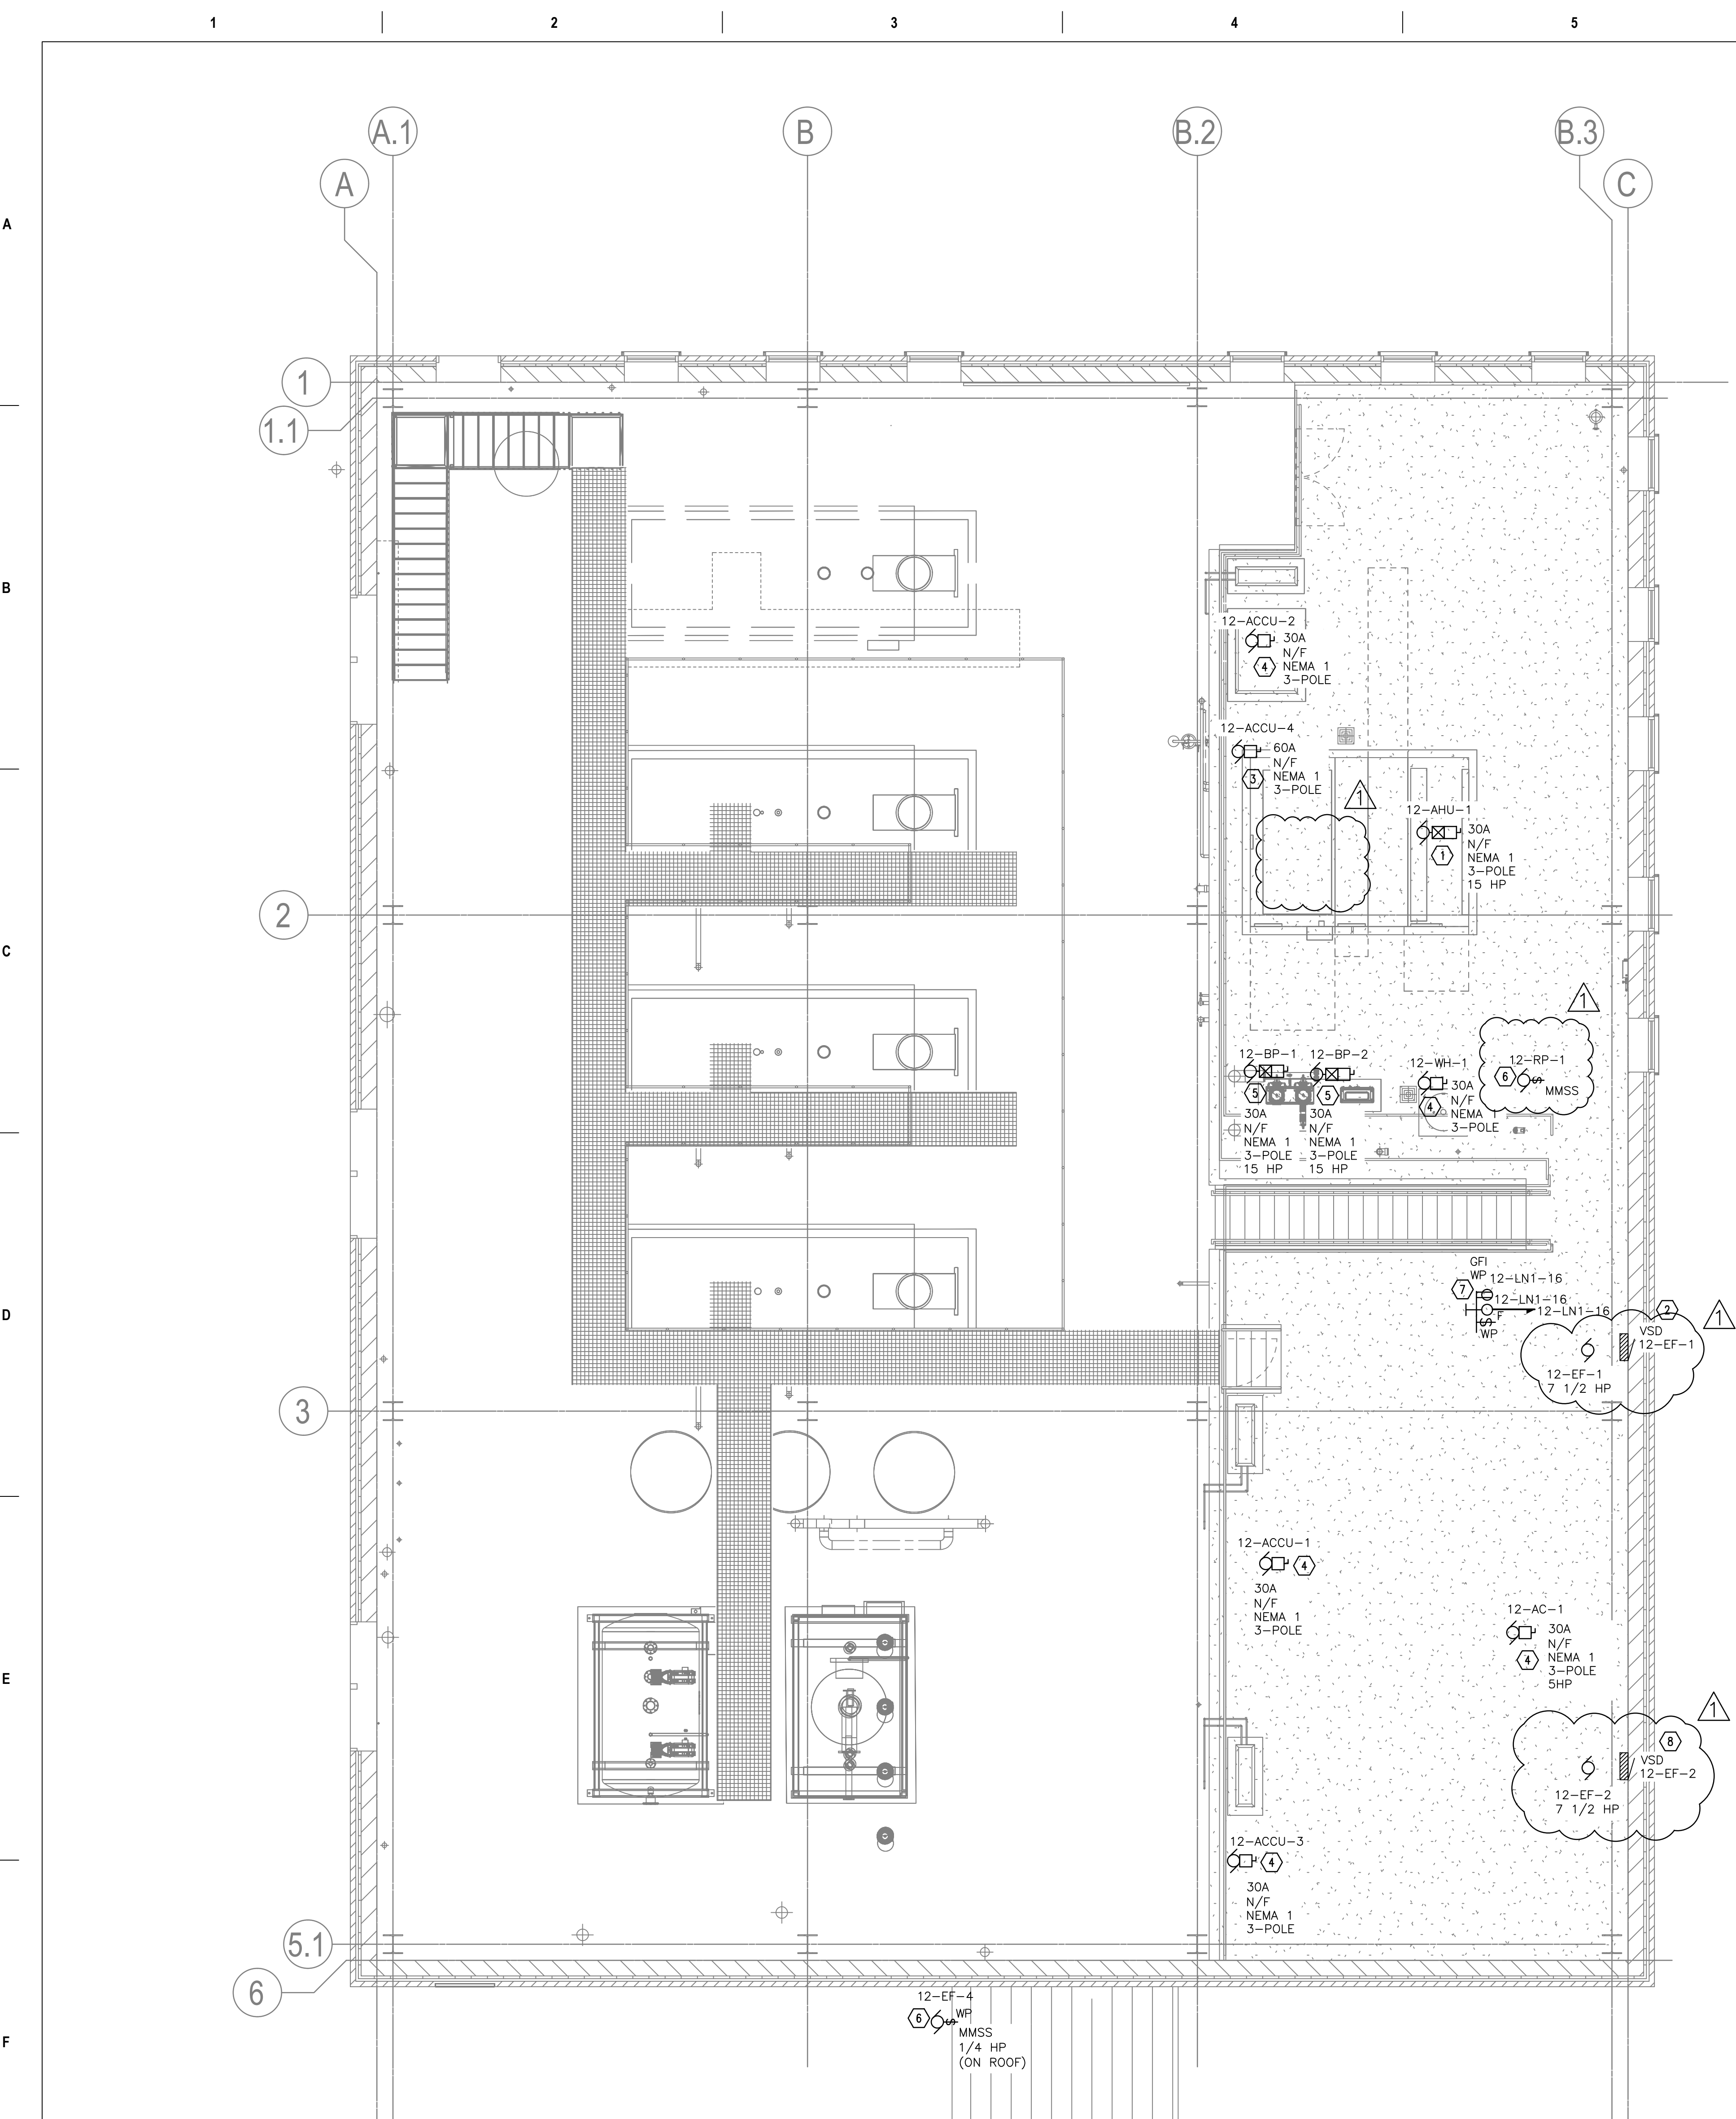 1 2 3 4 5
A.1 B B.2 B.3
A C
A
1
1.1
B
12-ACCU-2
30A
N/F
4 NEMA 1
3-POLE
12-ACCU-4
60A
N/F
3 NEMA 1
3-POLE
1
12-AHU-1
30A
N/F
1 NEMA 1
3-POLE
15 HP
2
C
1
12-BP-1
5
30A
N/F
NEMA 1
3-POLE
15 HP
12-BP-2
5
30A
N/F
NEMA 1
3-POLE
15 HP
12-WH-1
30A
N/F
4 NEMA 1
3-POLE
12-RP-1
6 S
MMSS
GFI
WP
7 12-LN1-16
12-LN1-16
12-LN1-16
F
S
WP
D
2 1
VSD
12-EF-1
12-EF-1
7 1/2 HP
3
12-ACCU-1
4
30A
N/F
NEMA 1
3-POLE
12-AC-1
30A
N/F
4 NEMA 1
3-POLE
5HP
E
1
8
VSD
12-EF-2
12-EF-2
7 1/2 HP
12-ACCU-3
4
30A
N/F
NEMA 1
3-POLE
5.1
6
12-EF-4
6 S WP
MMSS
1/4 HP
(ON ROOF)
F